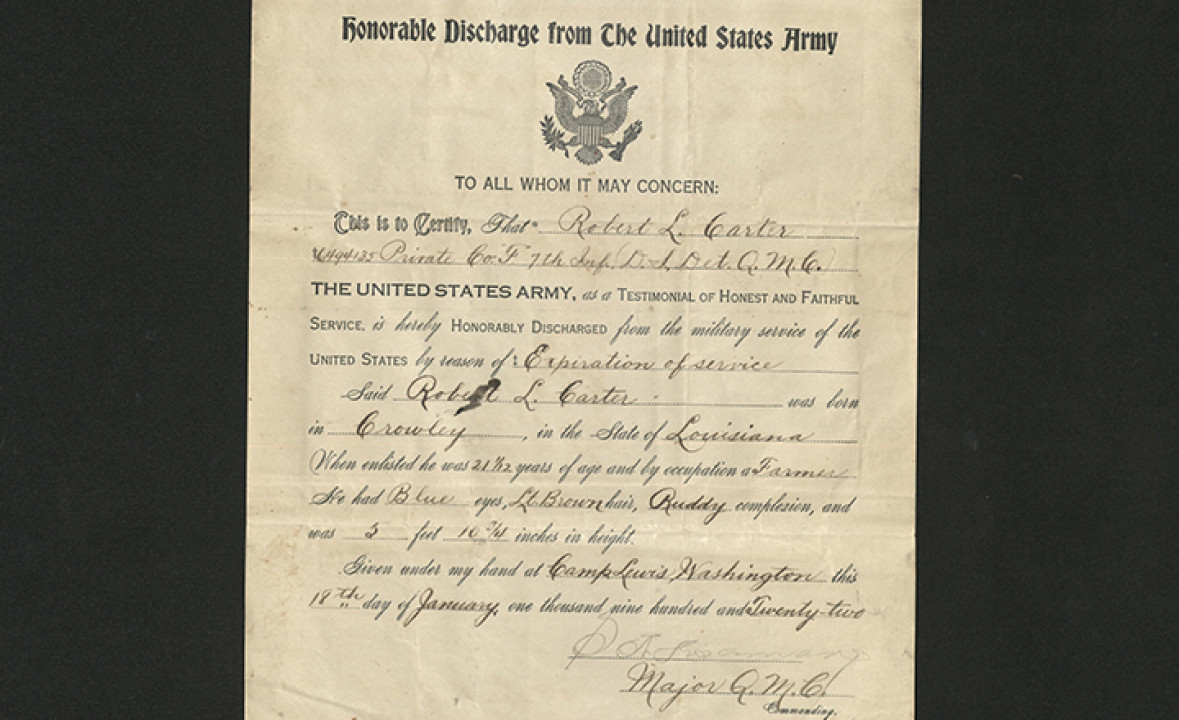 Honorable Discharge from The United States Army
TO ALL WHOM IT MAY CONCERN:
This is to Certify, That Robert L. Carter
Private Co. F. 7th Inf. (D.S. Det. Q.M.C.)
THE UNITED STATES ARMY, as a TESTIMONIAL OF HONEST AND FAITHFUL
SERVICE, is hereby HONORABLY DISCHARGED from the military service of the
UNITED STATES by reason of: Expiration of service
Said Robert L. Carter was born
in Crowley, in the State of Louisiana
When enlisted he was 21 years of age and by occupation a Farmer
He had Blue eyes, Lt. Brown hair, Ruddy complexion, and
was 5 feet 10 3/4 inches in height.
Given under my hand at Camp Lewis, Washington this
18th day of January, one thousand nine hundred and Twenty-two
Major Q.M.C.
Commanding.